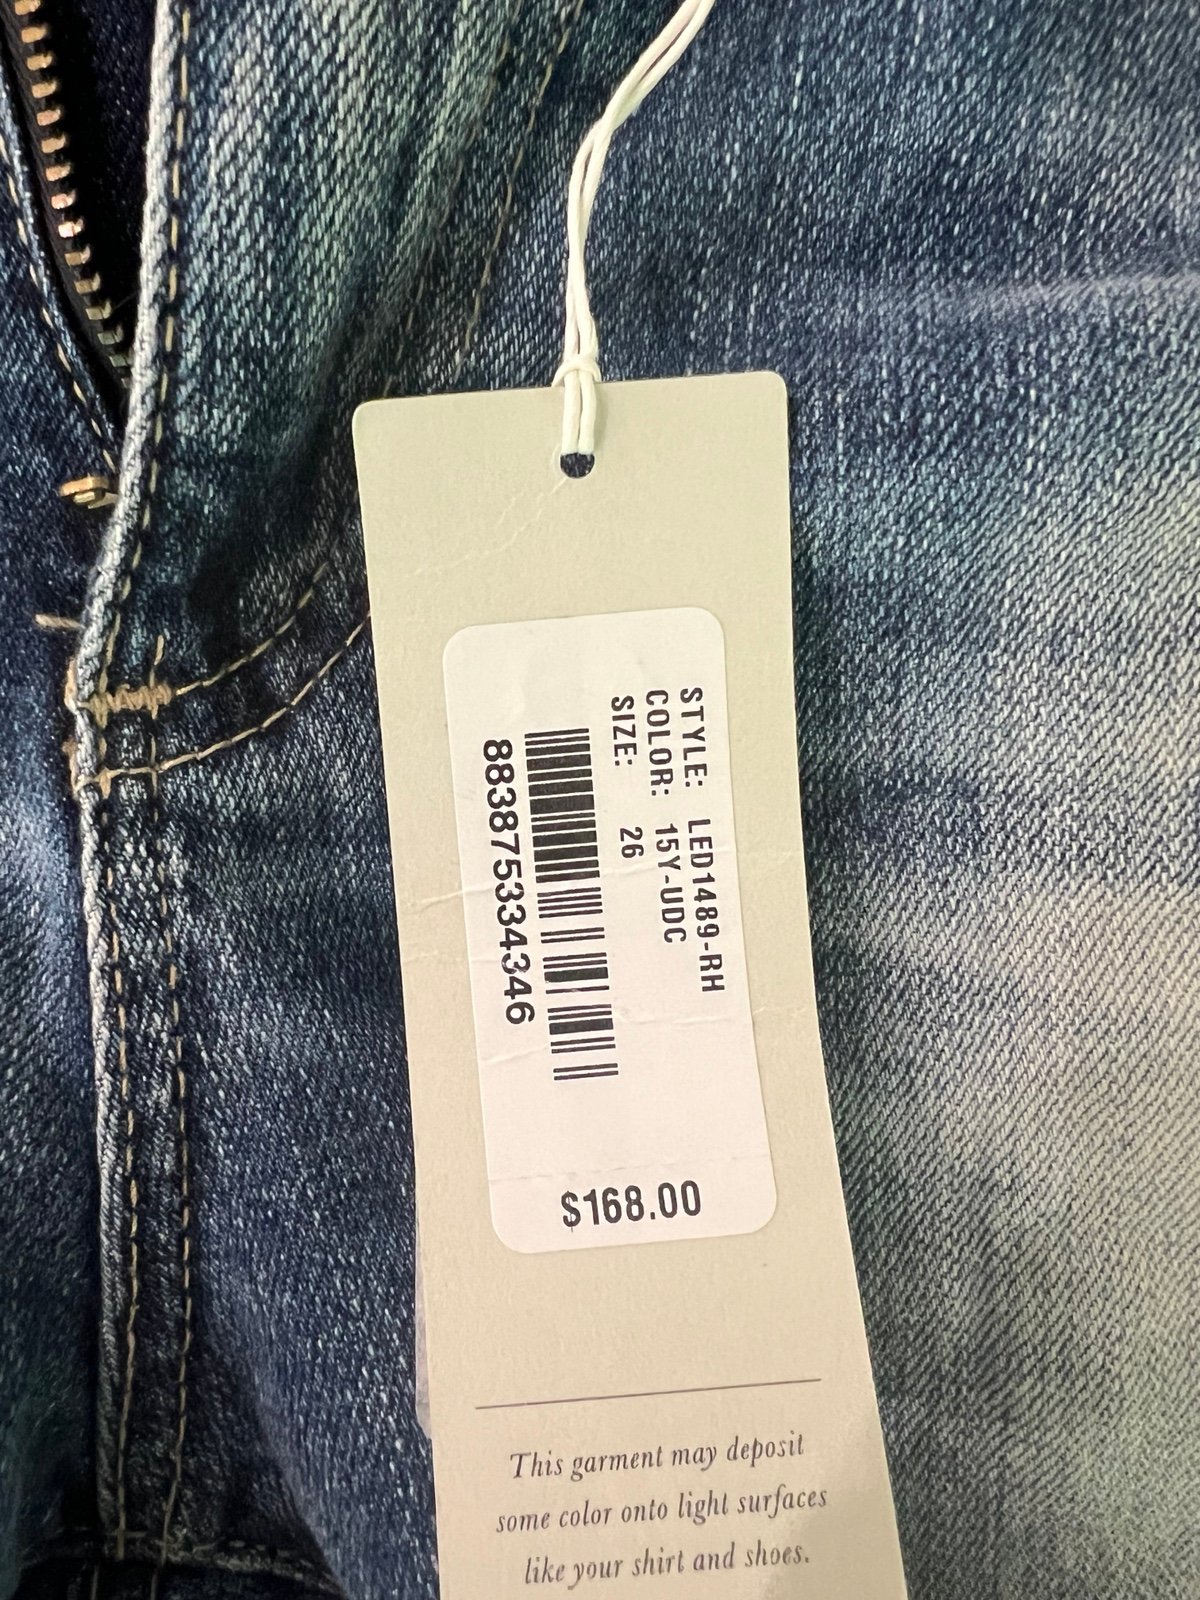 STYLE: LED1489-RH
COLOR: 15Y-UDC
SIZE: 26
883875334346
$168.00
This garment may deposit
some color onto light surfaces
like your shirt and shoes.